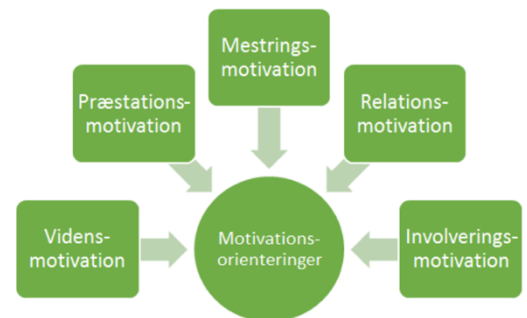 Mestrings-
motivation
Præstations-
motivation
Relations-
motivation
Videns-
motivation
Motivations-
orienteringer
Involverings-
motivation